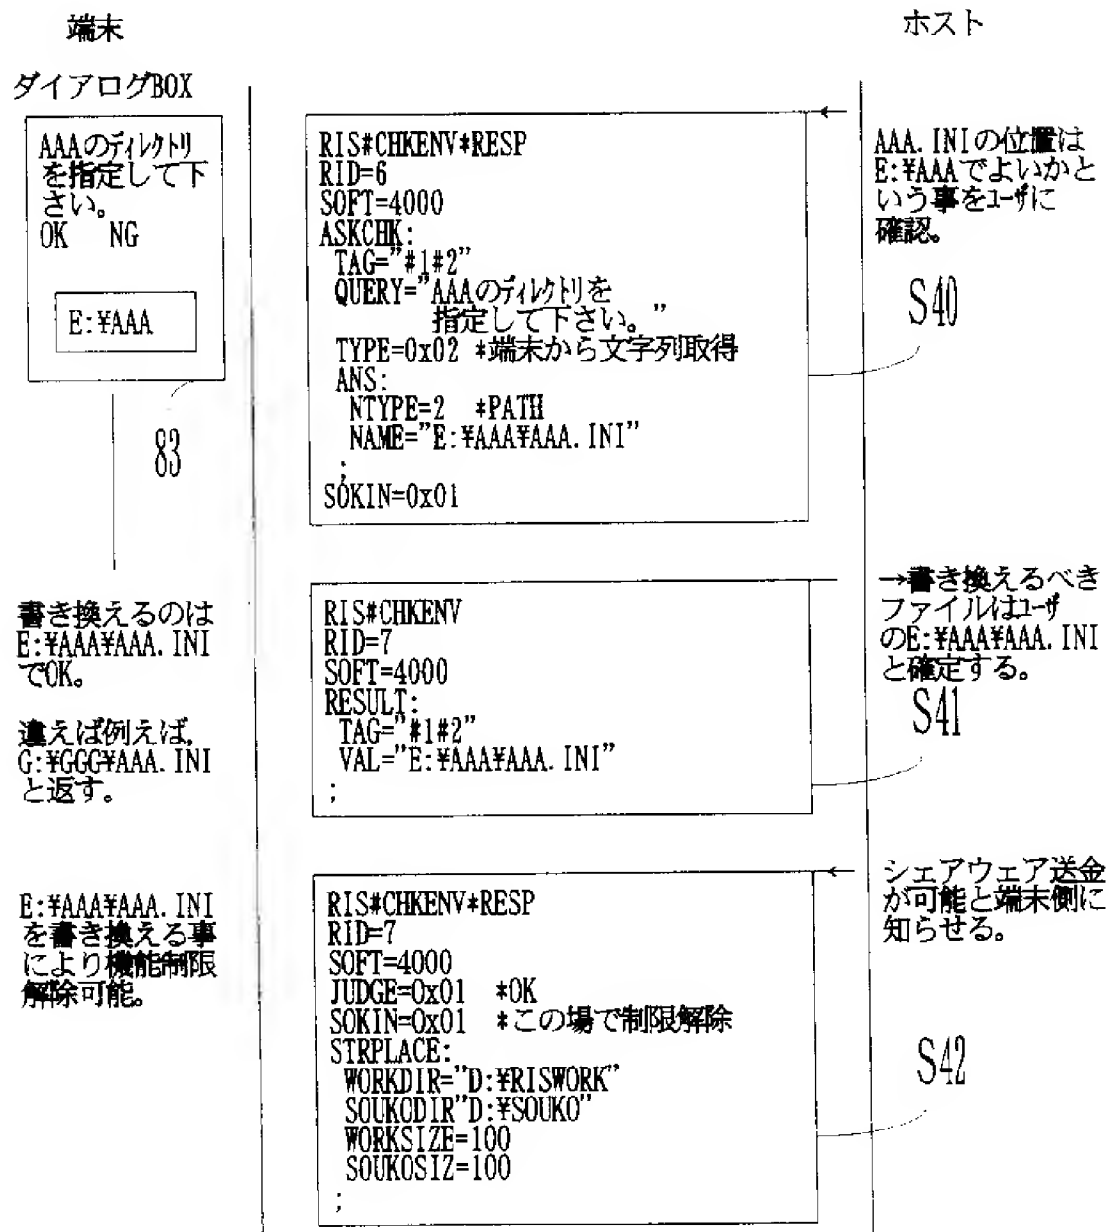 端末
ホスト
ダイアログBOX
AAAのディレクトリ
を指定して下
さい。
OK NG
E:¥AAA
83
RIS#CHKENV*RESP
RID=6
SOFT=4000
ASKCHK:
TAG="#1#2"
QUERY="AAAのディレクトリを
指定して下さい。"
TYPE=0x02 *端末から文字列取得
ANS:
NTYPE=2 *PATH
NAME="E:¥AAA¥AAA.INI"
;
SOKIN=0x01
AAA.INIの位置は
E:¥AAAでよいかと
いう事をユーザに
確認。
S40
書き換えるのは
E:¥AAA¥AAA.INI
でOK。
違えば例えば,
G:¥GGG¥AAA.INI
と返す。
RIS#CHKENV
RID=7
SOFT=4000
RESULT:
TAG="#1#2"
VAL="E:¥AAA¥AAA.INI"
;
→書き換えるべき
ファイルはユーザ
のE:¥AAA¥AAA.INI
と確定する。
S41
E:¥AAA¥AAA.INI
を書き換える事
により機能制限
解除可能。
RIS#CHKENV*RESP
RID=7
SOFT=4000
JUDGE=0x01 *OK
SOKIN=0x01 *この場で制限解除
STRPLACE:
WORKDIR="D:¥RISWORK"
SOUKODIR"D:¥SOUKO"
WORKSIZE=100
SOUKOSIZ=100
;
シェアウェア送金
が可能と端末側に
知らせる。
S42